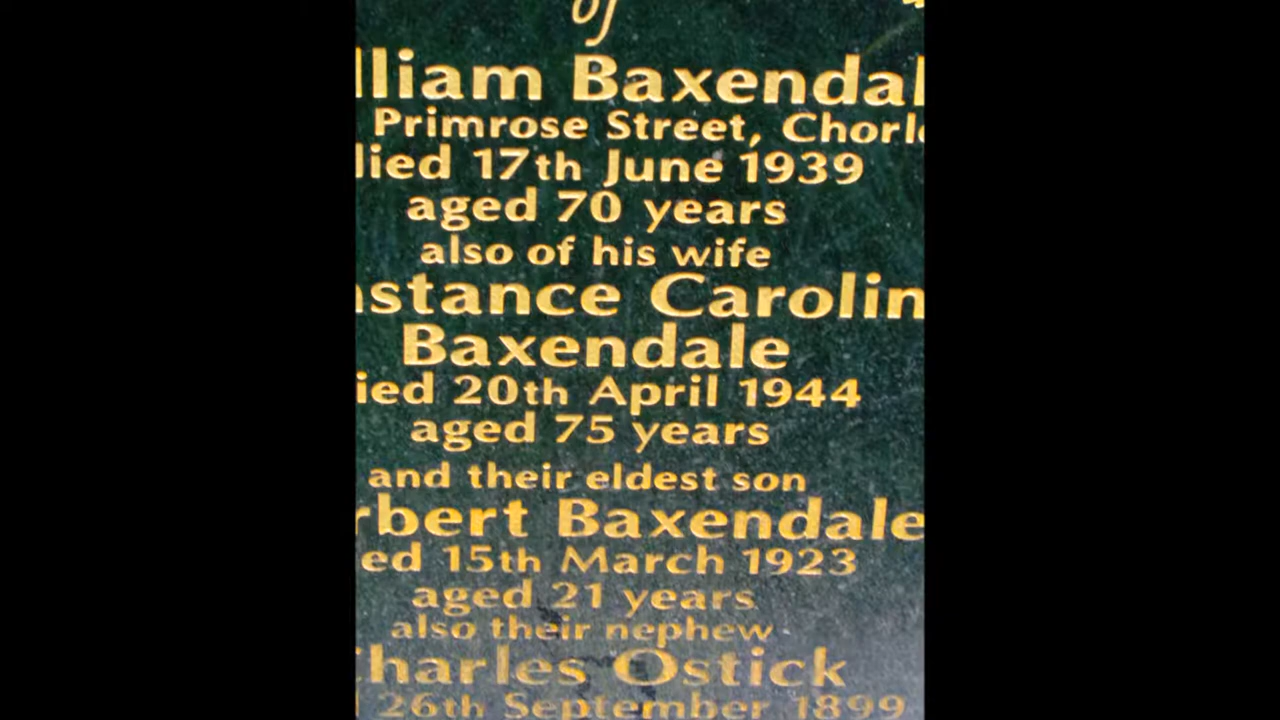 of
lliam Baxendal
Primrose Street, Chorl
died 17th June 1939
aged 70 years
also of his wife
nstance Carolin
Baxendale
ied 20th April 1944
aged 75 years
and their eldest son
rbert Baxendale
ed 15th March 1923
aged 21 years
also their nephew
Charles Ostick
26th September 1899